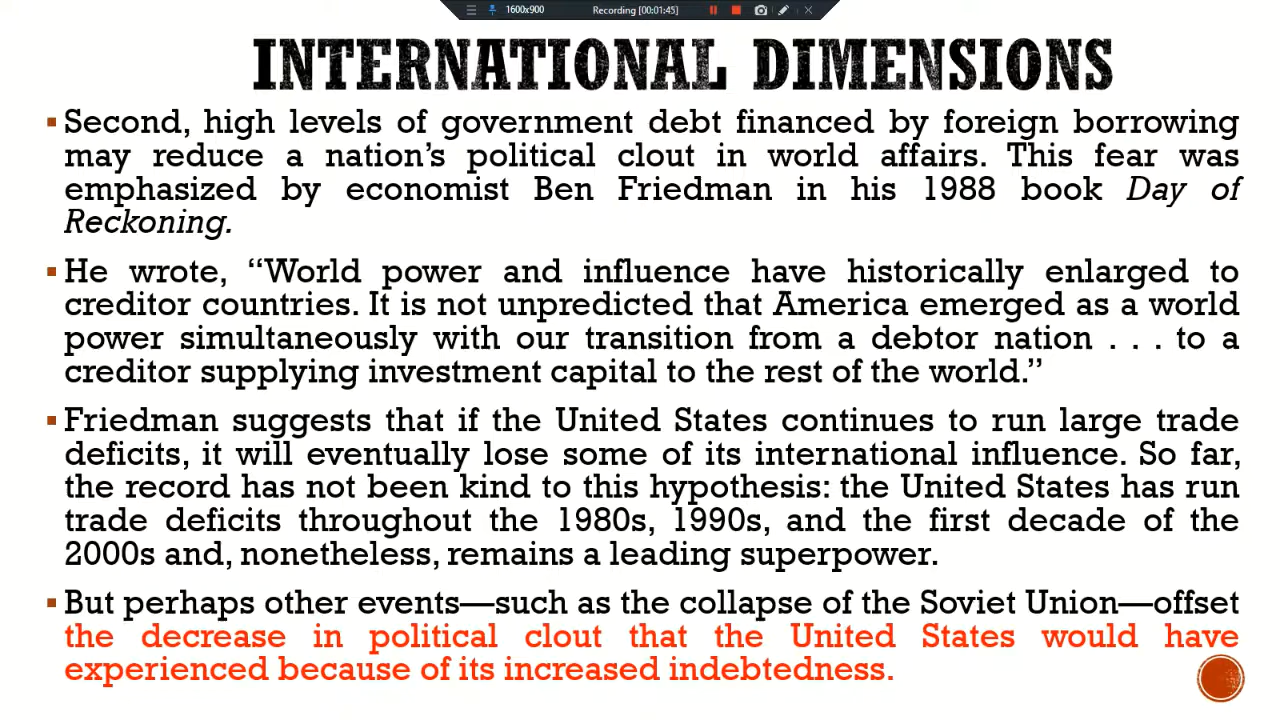 1600x900 Recording [00:01:45]
INTERNATIONAL DIMENSIONS
▪Second, high levels of government debt financed by foreign borrowing
may reduce a nation’s political clout in world affairs. This fear was
emphasized by economist Ben Friedman in his 1988 book Day of
Reckoning.
▪He wrote, “World power and influence have historically enlarged to
creditor countries. It is not unpredicted that America emerged as a world
power simultaneously with our transition from a debtor nation . . . to a
creditor supplying investment capital to the rest of the world.”
▪Friedman suggests that if the United States continues to run large trade
deficits, it will eventually lose some of its international influence. So far,
the record has not been kind to this hypothesis: the United States has run
trade deficits throughout the 1980s, 1990s, and the first decade of the
2000s and, nonetheless, remains a leading superpower.
▪But perhaps other events—such as the collapse of the Soviet Union—offset
the decrease in political clout that the United States would have
experienced because of its increased indebtedness.